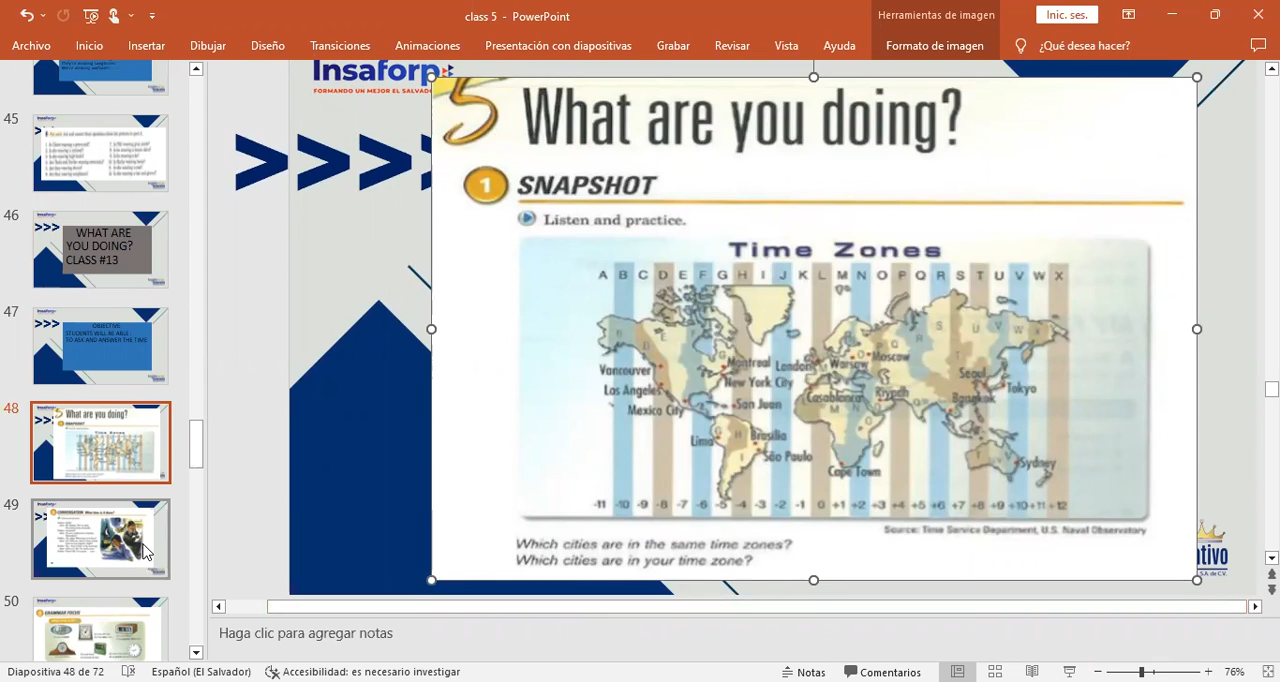 class 5 - PowerPoint
Herramientas de imagen
Inic. ses.
Archivo Inicio Insertar Dibujar Diseño Transiciones Animaciones Presentación con diapositivas Grabar Revisar Vista Ayuda Formato de imagen ¿Qué desea hacer?
45
46
WHAT ARE
YOU DOING?
CLASS #13
47
OBJECTIVE
STUDENTS WILL BE ABLE
TO ASK AND ANSWER THE TIME
48
What are you doing?
SNAPSHOT
Time Zones
49
CONVERSATION
50
GRAMMAR FOCUS
Insaforp
FORMANDO UN MEJOR EL SALVADOR
5 What are you doing?
1 SNAPSHOT
Listen and practice.
Time Zones
A B C D E F G H I J K L M N O P Q R S T U V W X
Montreal London Warsaw Moscow
Vancouver New York City Seoul
Los Angeles Casablanca Riyadh Tokyo
Mexico City San Juan Bangkok
Lima Brasilia
São Paulo Cape Town Sydney
-11 -10 -9 -8 -7 -6 -5 -4 -3 -2 -1 0 +1 +2 +3 +4 +5 +6 +7 +8 +9 +10 +11 +12
Source: Time Service Department, U.S. Naval Observatory
Which cities are in the same time zones?
Which cities are in your time zone?
S.A. de C.V.
Haga clic para agregar notas
Diapositiva 48 de 72 Español (El Salvador) Accesibilidad: es necesario investigar Notas Comentarios 76%